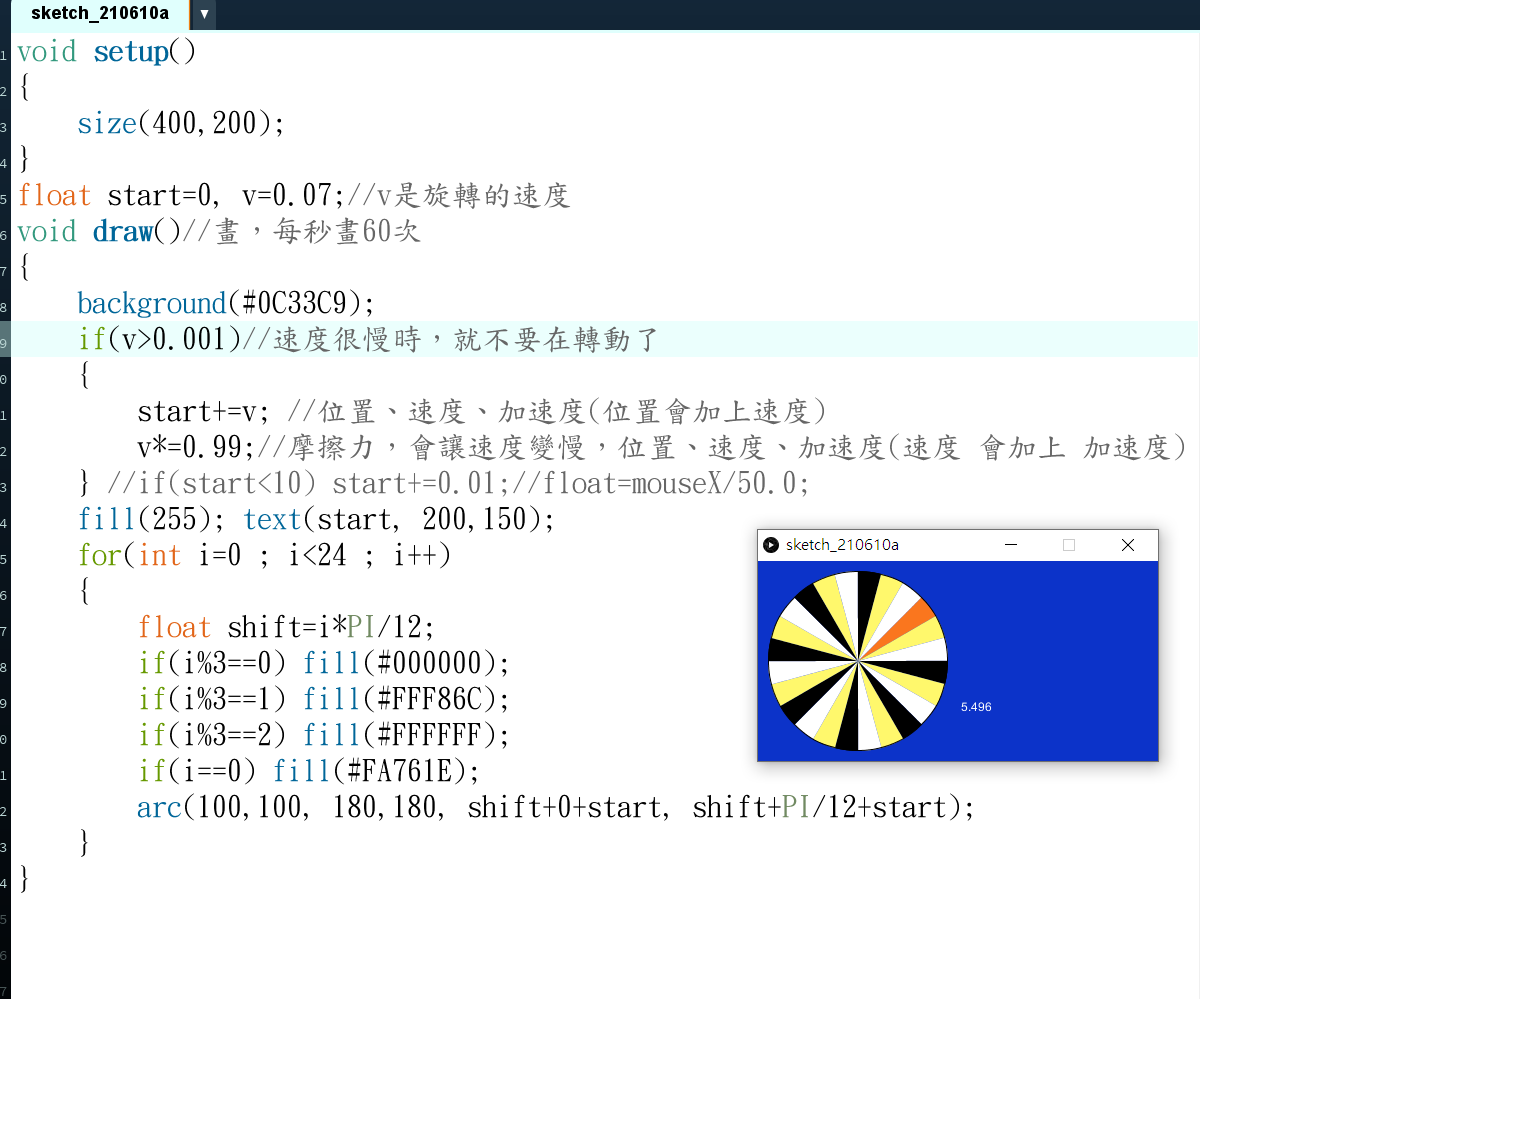 sketch_210610a ▼
1 void setup()
2 {
3 size(400,200);
4 }
5 float start=0, v=0.07;//v是旋轉的速度
6 void draw()//畫，每秒畫60次
7 {
8 background(#0C33C9);
9 if(v>0.001)//速度很慢時，就不要在轉動了
0 {
1 start+=v; //位置、速度、加速度(位置會加上速度)
2 v*=0.99;//摩擦力，會讓速度變慢，位置、速度、加速度(速度 會加上 加速度)
3 } //if(start<10) start+=0.01;//float=mouseX/50.0;
4 fill(255); text(start, 200,150);
5 for(int i=0 ; i<24 ; i++)
6 {
7 float shift=i*PI/12;
8 if(i%3==0) fill(#000000);
9 if(i%3==1) fill(#FFF86C);
0 if(i%3==2) fill(#FFFFFF);
1 if(i==0) fill(#FA761E);
2 arc(100,100, 180,180, shift+0+start, shift+PI/12+start);
3 }
4 }
5
6
7
sketch_210610a
5.496